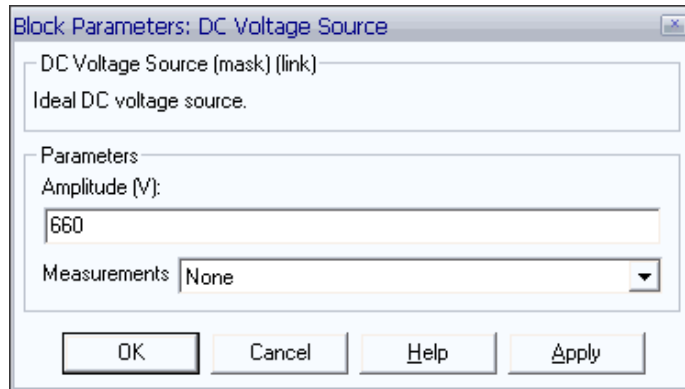 Block Parameters: DC Voltage Source
DC Voltage Source (mask) (link)
Ideal DC voltage source.
Parameters
Amplitude (V):
660
Measurements None
OK Cancel Help Apply